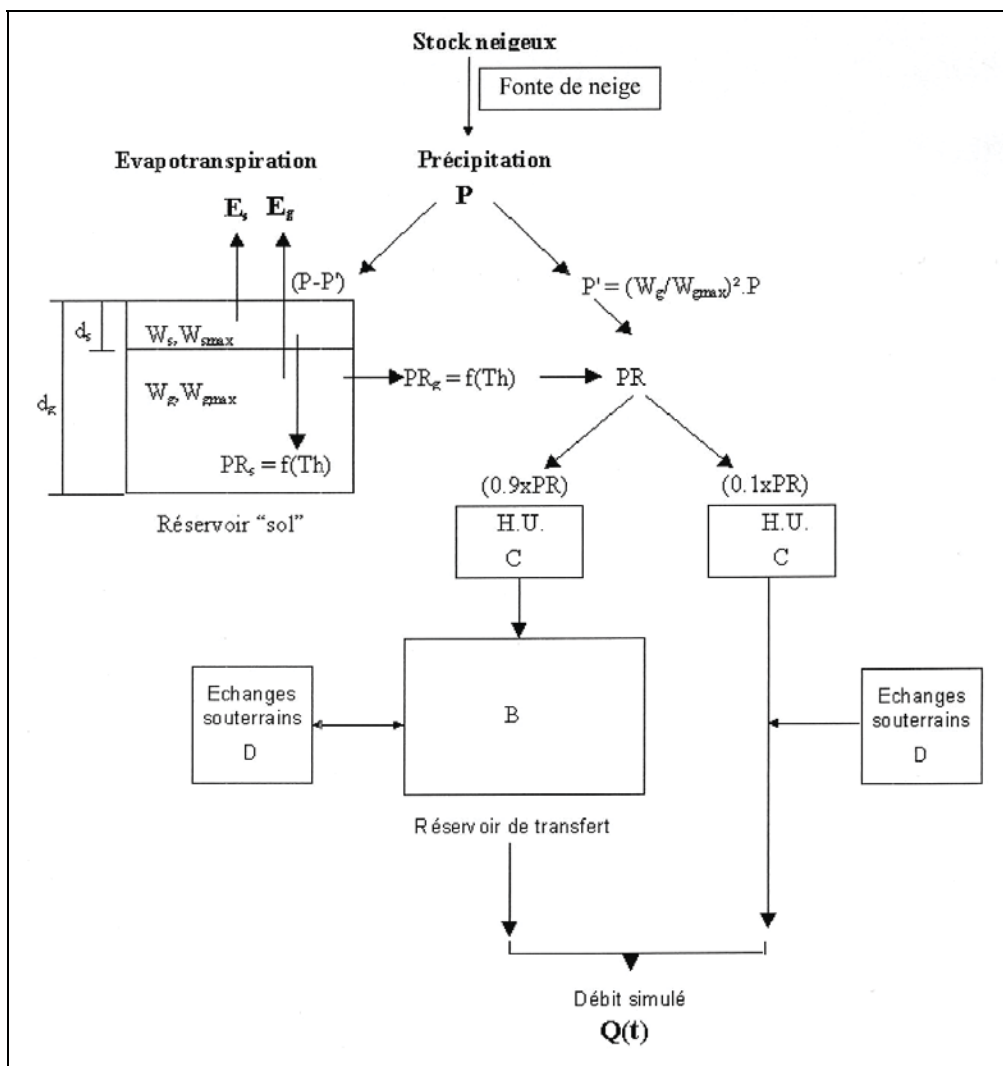 Stock neigeux
Fonte de neige
Evapotranspiration
Précipitation
P
Es Eg
(P-P')
P' = (Wg/Wgmax)².P
ds
Ws, Wsmax
dg
Wg, Wgmax
PRg = f(Th)
PR
PRs = f(Th)
(0.9xPR)
(0.1xPR)
Réservoir "sol"
H.U.
C
H.U.
C
Echanges
souterrains
D
B
Echanges
souterrains
D
Réservoir de transfert
Débit simulé
Q(t)